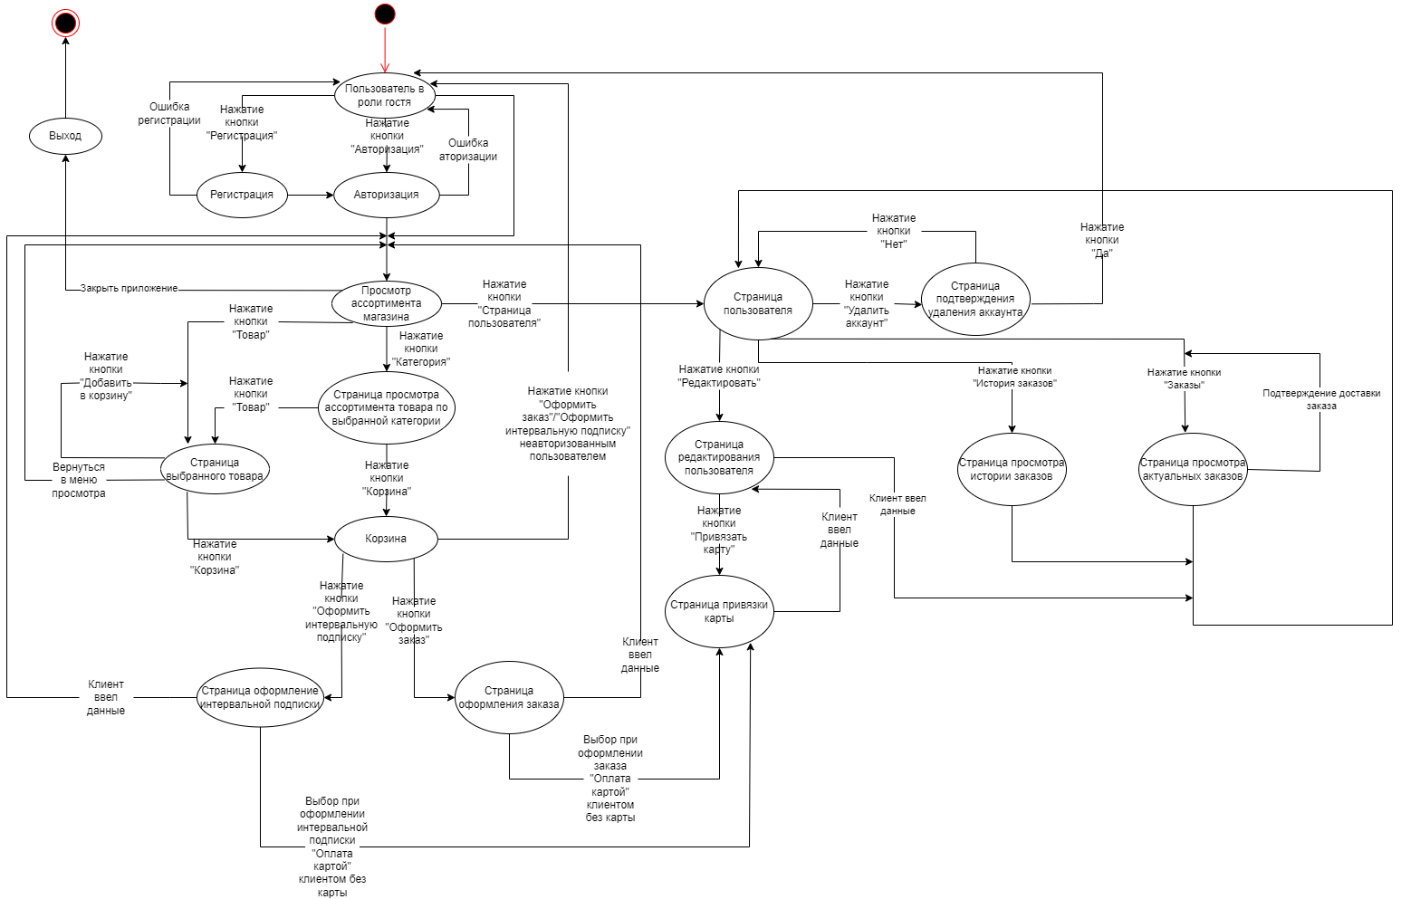 Пользователь в
роли гостя
Ошибка
регистрации
Нажатие
кнопки
"Регистрация"
Нажатие
кнопки
"Авторизация"
Ошибка
аторизации
Выход
Регистрация
Авторизация
Закрыть приложение
Просмотр
ассортимента
магазина
Нажатие
кнопки
"Страница
пользователя"
Страница
пользователя
Нажатие
кнопки
"Нет"
Нажатие
кнопки
"Удалить
аккаунт"
Страница
подтверждения
удаления аккаунта
Нажатие
кнопки
"Да"
Нажатие
кнопки
"Товар"
Нажатие
кнопки
"Категория"
Нажатие
кнопки
"Добавить
в корзину"
Нажатие
кнопки
"Товар"
Страница просмотра
ассортимента товара по
выбранной категории
Нажатие кнопки
"Оформить
заказ"/"Оформить
интервальную подписку"
неавторизованным
пользователем
Нажатие кнопки
"Редактировать"
Нажатие кнопки
"История заказов"
Нажатие кнопки
"Заказы"
Подтверждение доставки
заказа
Вернуться
в меню
просмотра
Страница
выбранного товара
Нажатие
кнопки
"Корзина"
Страница
редактирования
пользователя
Страница просмотра
истории заказов
Страница просмотра
актуальных заказов
Клиент ввел
данные
Нажатие
кнопки
"Корзина"
Корзина
Нажатие
кнопки
"Привязать
карту"
Клиент
ввел
данные
Нажатие
кнопки
"Оформить
интервальную
подписку"
Нажатие
кнопки
"Оформить
заказ"
Страница привязки
карты
Клиент
ввел
данные
Клиент
ввел
данные
Страница оформление
интервальной подписки
Страница
оформления заказа
Выбор при
оформлении
заказа
"Оплата
картой"
клиентом
без карты
Выбор при
оформлении
интервальной
подписки
"Оплата
картой"
клиентом без
карты